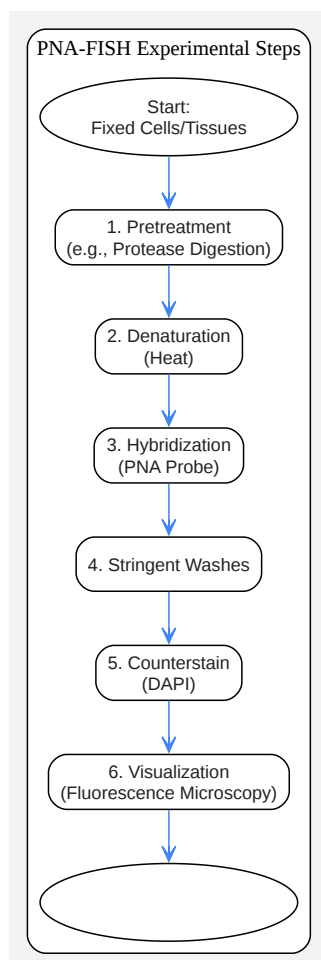 PNA-FISH Experimental Steps
Start:
Fixed Cells/Tissues
1. Pretreatment
(e.g., Protease Digestion)
2. Denaturation
(Heat)
3. Hybridization
(PNA Probe)
4. Stringent Washes
5. Counterstain
(DAPI)
6. Visualization
(Fluorescence Microscopy)